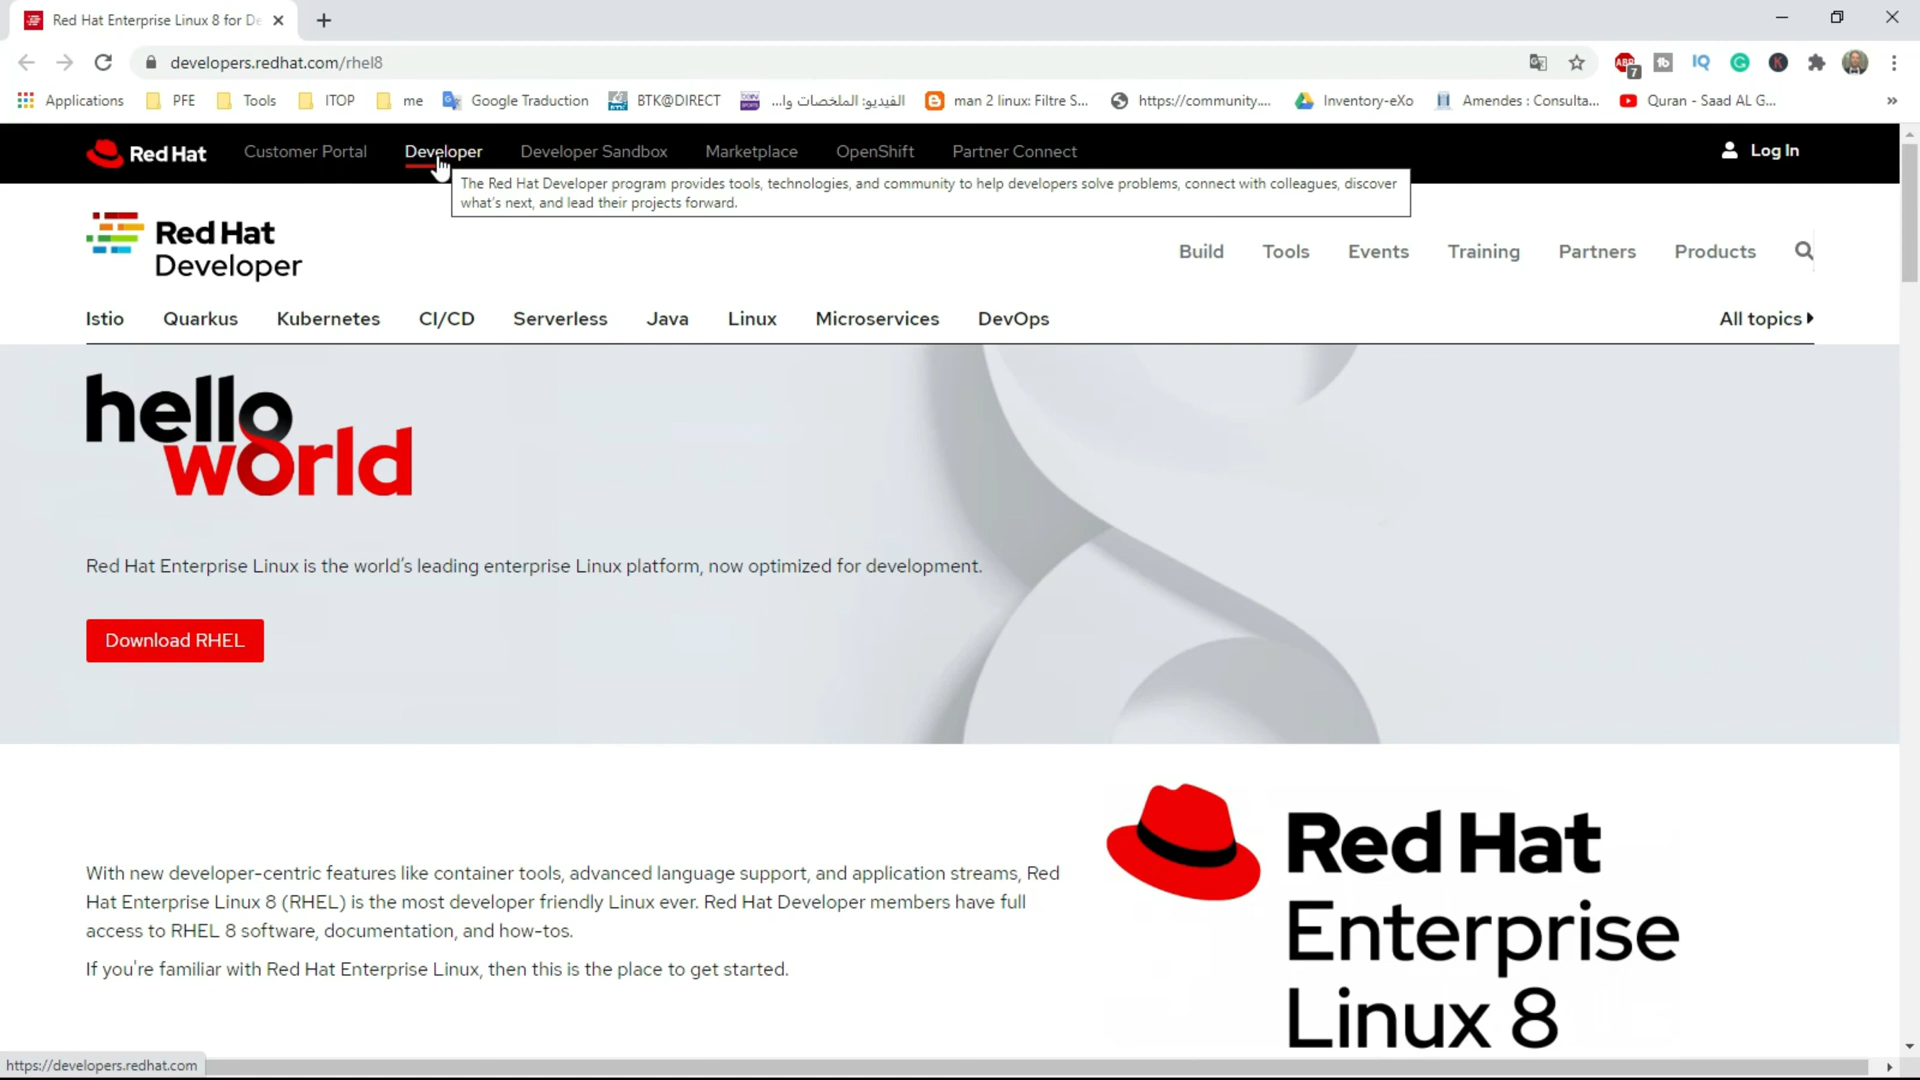 Red Hat Enterprise Linux 8 for De
developers.redhat.com/rhel8
ABP
7
tb
IQ
G
K
Applications
PFE
Tools
ITOP
me
Google Traduction
BTK@DIRECT
الفيديو: الملخصات وا...
man 2 linux: Filtre S...
https://community....
Inventory-eXo
Amendes : Consulta...
Quran - Saad AL G...
»
Red Hat
Customer Portal
Developer
Developer Sandbox
Marketplace
OpenShift
Partner Connect
Log In
The Red Hat Developer program provides tools, technologies, and community to help developers solve problems, connect with colleagues, discover
what's next, and lead their projects forward.
Red Hat
Developer
Build
Tools
Events
Training
Partners
Products
Istio
Quarkus
Kubernetes
CI/CD
Serverless
Java
Linux
Microservices
DevOps
All topics
hello
world
Red Hat Enterprise Linux is the world’s leading enterprise Linux platform, now optimized for development.
Download RHEL
With new developer-centric features like container tools, advanced language support, and application streams, Red
Hat Enterprise Linux 8 (RHEL) is the most developer friendly Linux ever. Red Hat Developer members have full
access to RHEL 8 software, documentation, and how-tos.
If you're familiar with Red Hat Enterprise Linux, then this is the place to get started.
Red Hat
Enterprise
Linux 8
https://developers.redhat.com